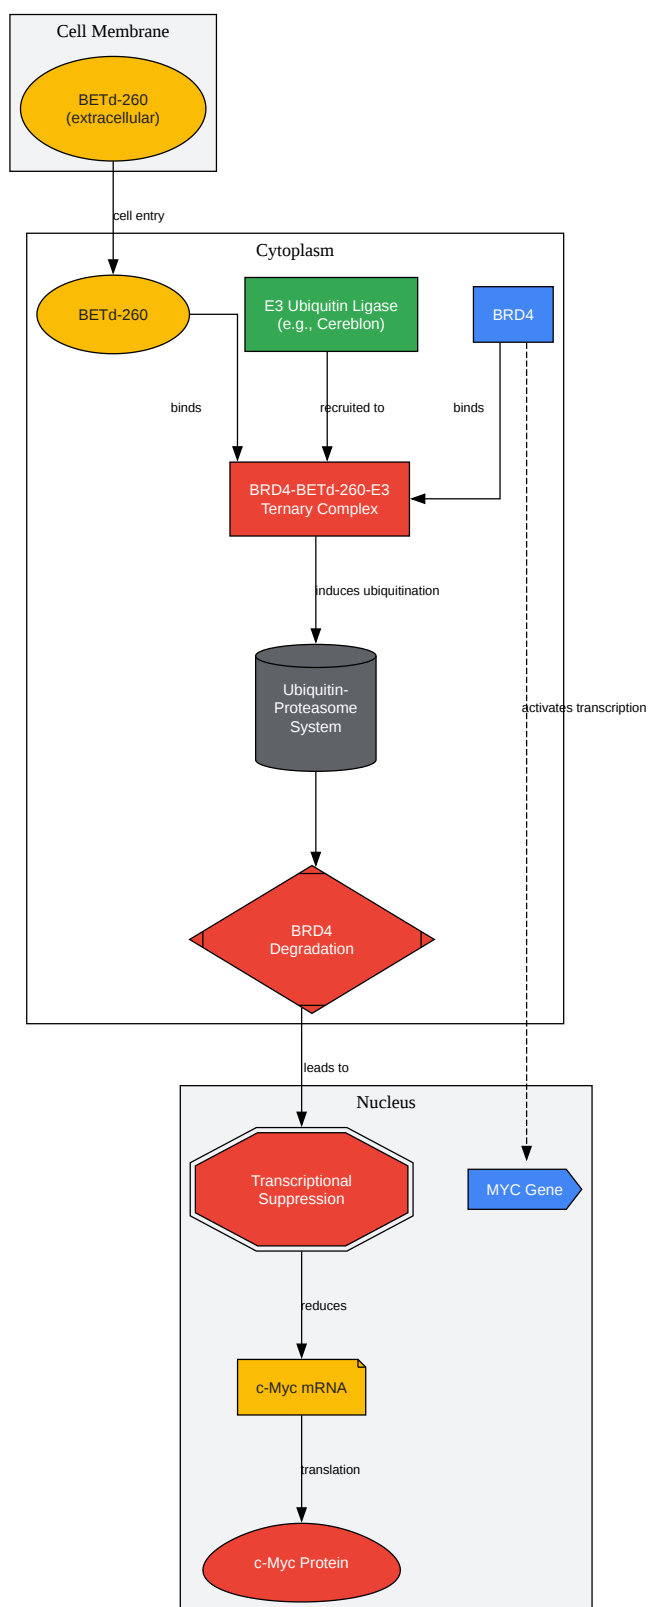 Cell Membrane
BETd-260
(extracellular)
cell entry
Cytoplasm
BETd-260
E3 Ubiquitin Ligase
(e.g., Cereblon)
BRD4
binds
recruited to
binds
BRD4-BETd-260-E3
Ternary Complex
induces ubiquitination
Ubiquitin-
Proteasome
System
activates transcription
BRD4
Degradation
leads to
Nucleus
Transcriptional
Suppression
MYC Gene
reduces
c-Myc mRNA
translation
c-Myc Protein